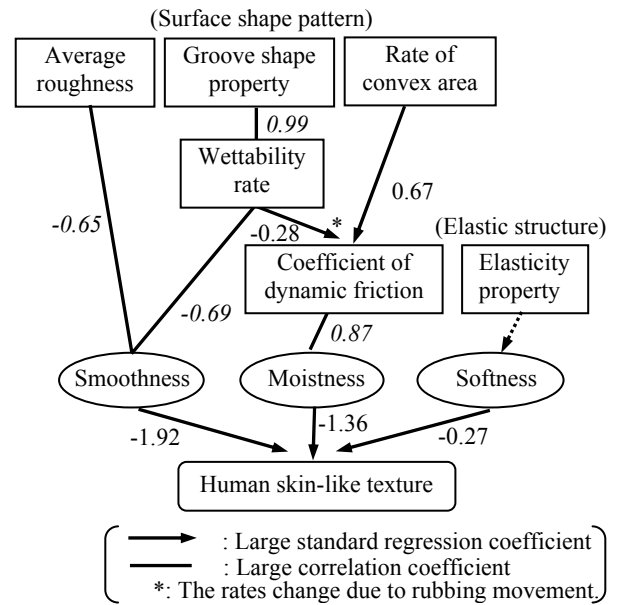 (Surface shape pattern)
Average
roughness
Groove shape
property
Rate of
convex area
0.99
Wettability
rate
-0.65
0.67
-0.28
*
(Elastic structure)
Coefficient of
dynamic friction
Elasticity
property
-0.69
0.87
Smoothness
Moistness
Softness
-1.92
-1.36
-0.27
Human skin-like texture
: Large standard regression coefficient
: Large correlation coefficient
*: The rates change due to rubbing movement.